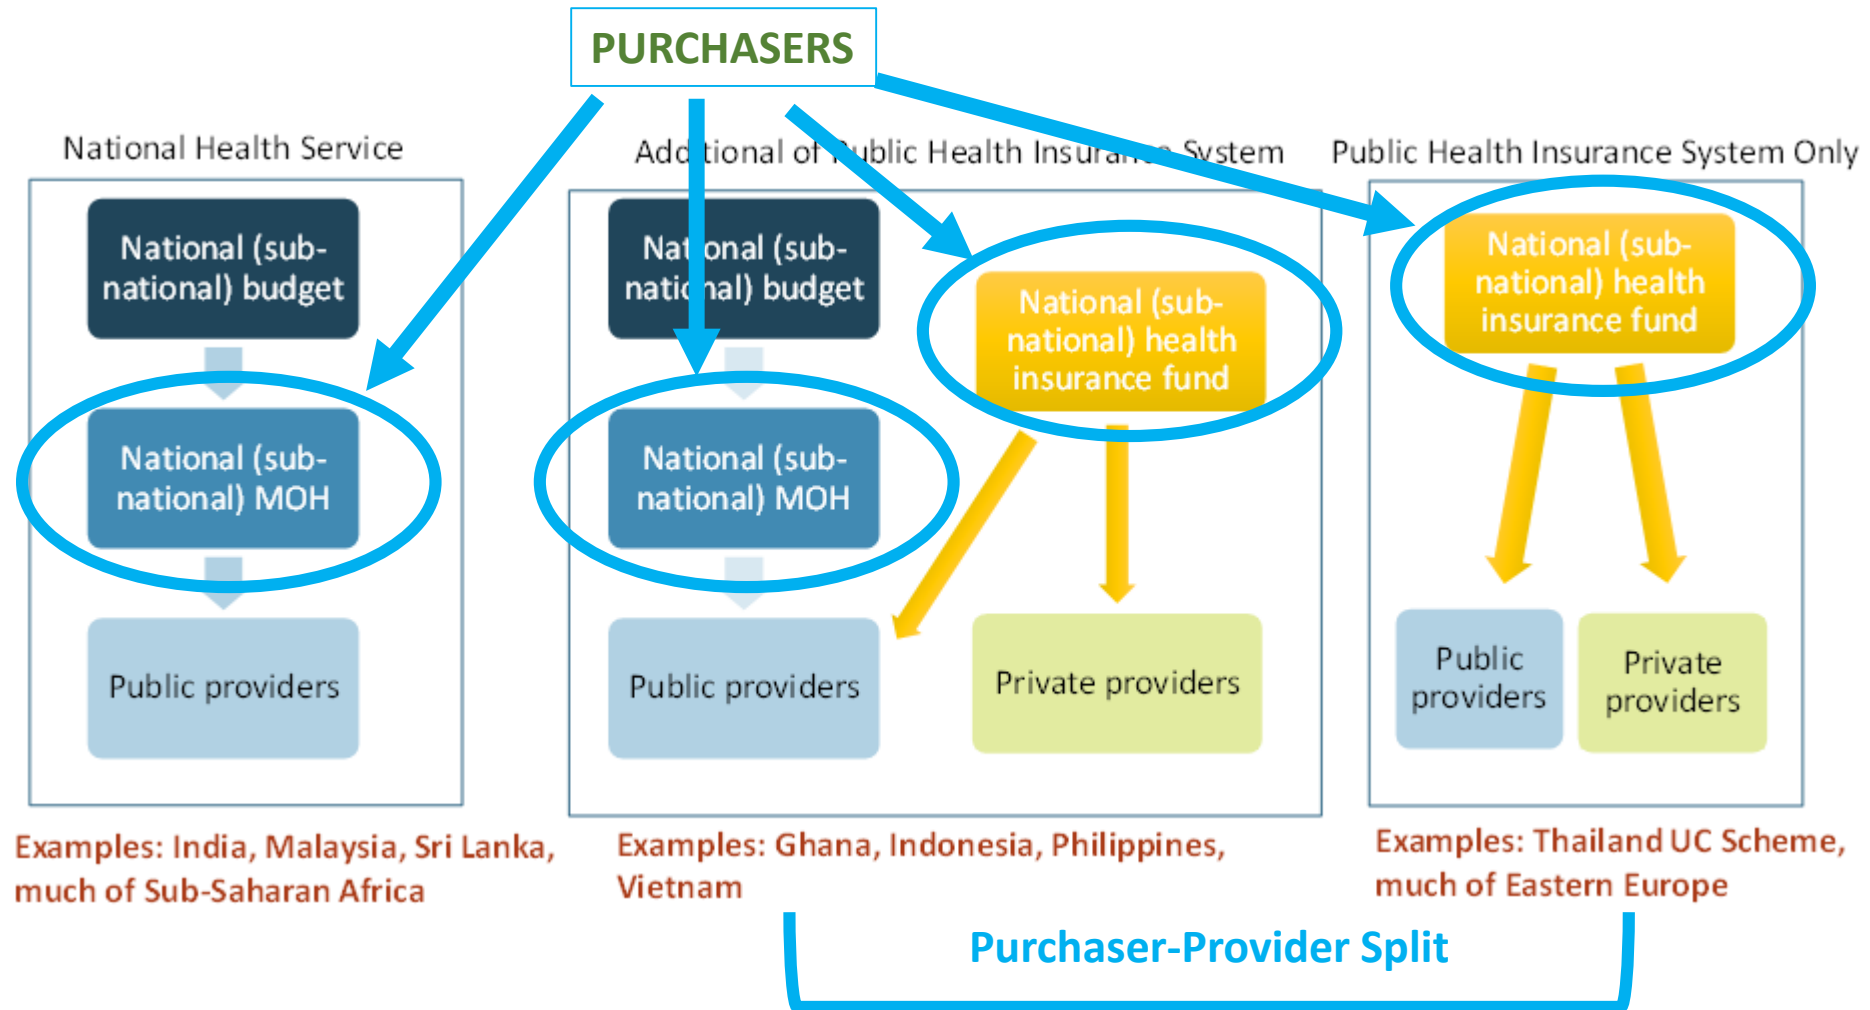 PURCHASERS
National Health Service
Additional of Public Health Insurance System
Public Health Insurance System Only
National (sub-
national) budget
National (sub-
national) MOH
Public providers
National (sub-
national) budget
National (sub-
national) MOH
Public providers
National (sub-
national) health
insurance fund
Private providers
National (sub-
national) health
insurance fund
Public
providers
Private
providers
Examples: India, Malaysia, Sri Lanka,
much of Sub-Saharan Africa
Examples: Ghana, Indonesia, Philippines,
Vietnam
Examples: Thailand UC Scheme,
much of Eastern Europe
Purchaser-Provider Split